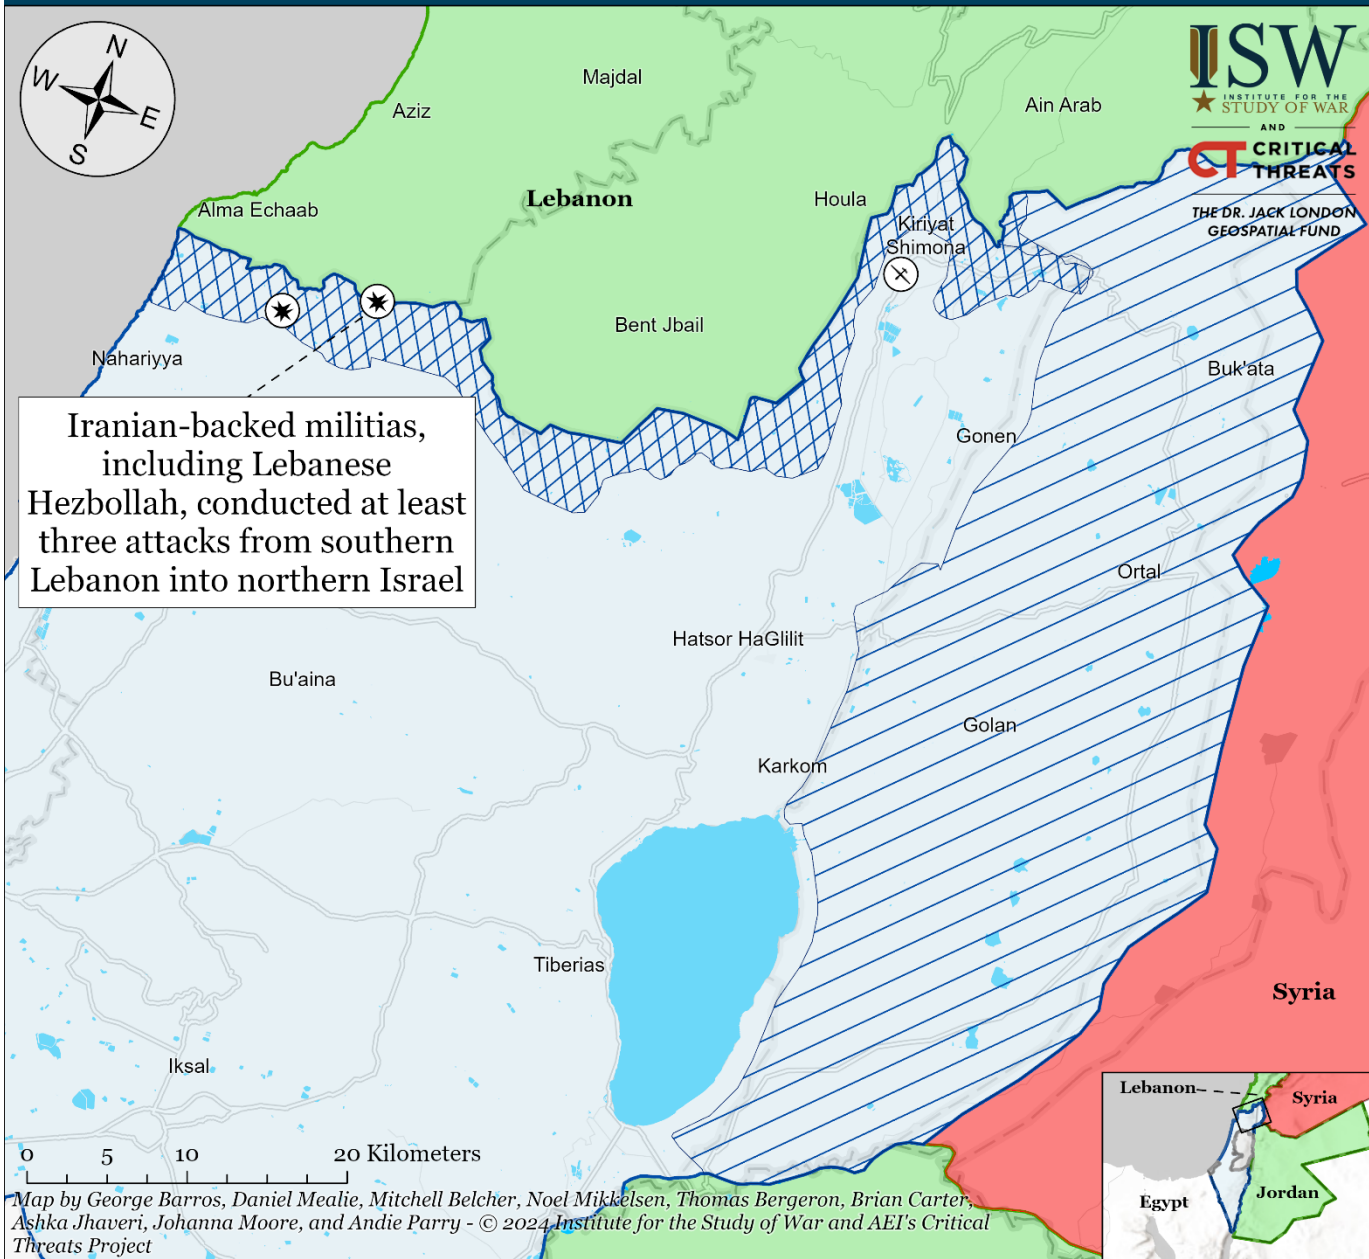 N
W
E
S
ISW
INSTITUTE FOR THE
STUDY OF WAR
AND
CT CRITICAL
THREATS
THE DR. JACK LONDON
GEOSPATIAL FUND
Majdal
Aziz
Ain Arab
Lebanon
Houla
Alma Echaab
Kiriyat
Shimona
Bent Jbail
Nahariyya
Buk'ata
Iranian-backed militias,
including Lebanese
Hezbollah, conducted at least
three attacks from southern
Lebanon into northern Israel
Gonen
Ortal
Hatsor HaGlilit
Bu'aina
Golan
Karkom
Tiberias
Syria
Iksal
Lebanon
Syria
Egypt
Jordan
0 5 10 20 Kilometers
Map by George Barros, Daniel Mealie, Mitchell Belcher, Noel Mikkelsen, Thomas Bergeron, Brian Carter,
Ashka Jhaveri, Johanna Moore, and Andie Parry - © 2024 Institute for the Study of War and AEI's Critical
Threats Project